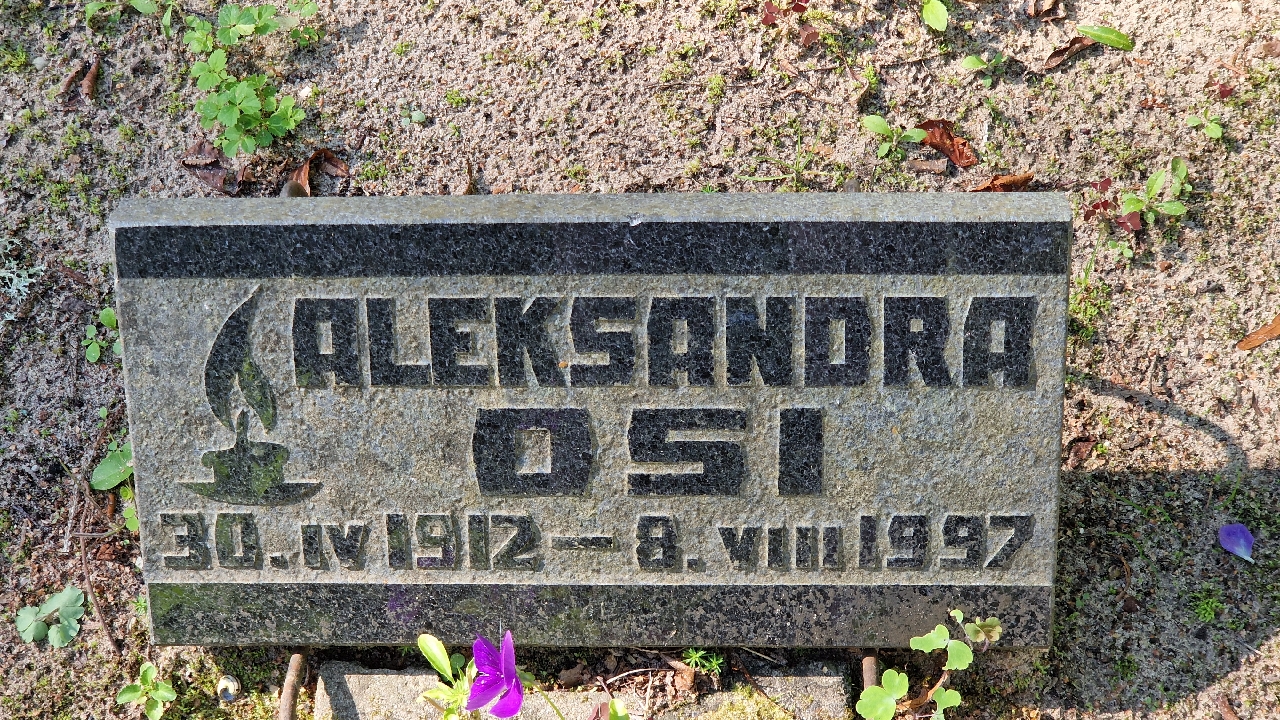 ALEKSANDRA
OSI
30.IV 1912 – 8.VIII 1997